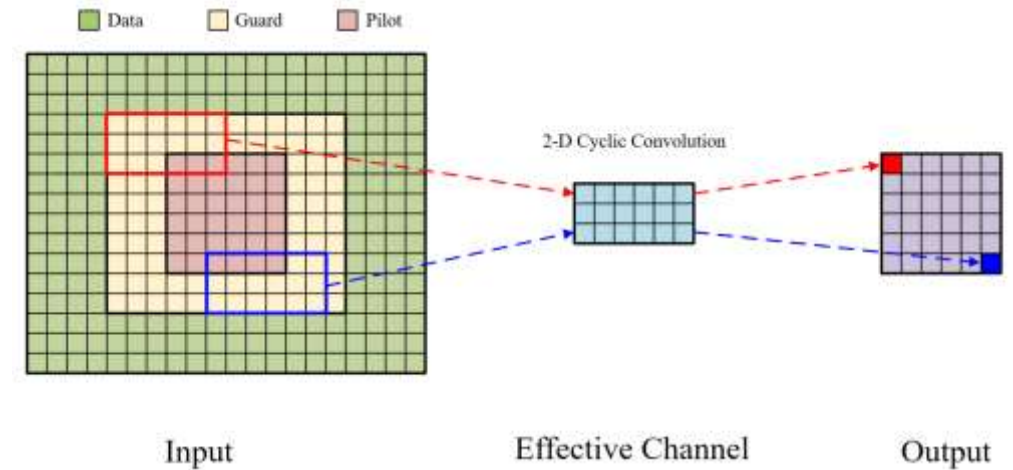 Data Guard Pilot
2-D Cyclic Convolution
Input Effective Channel Output